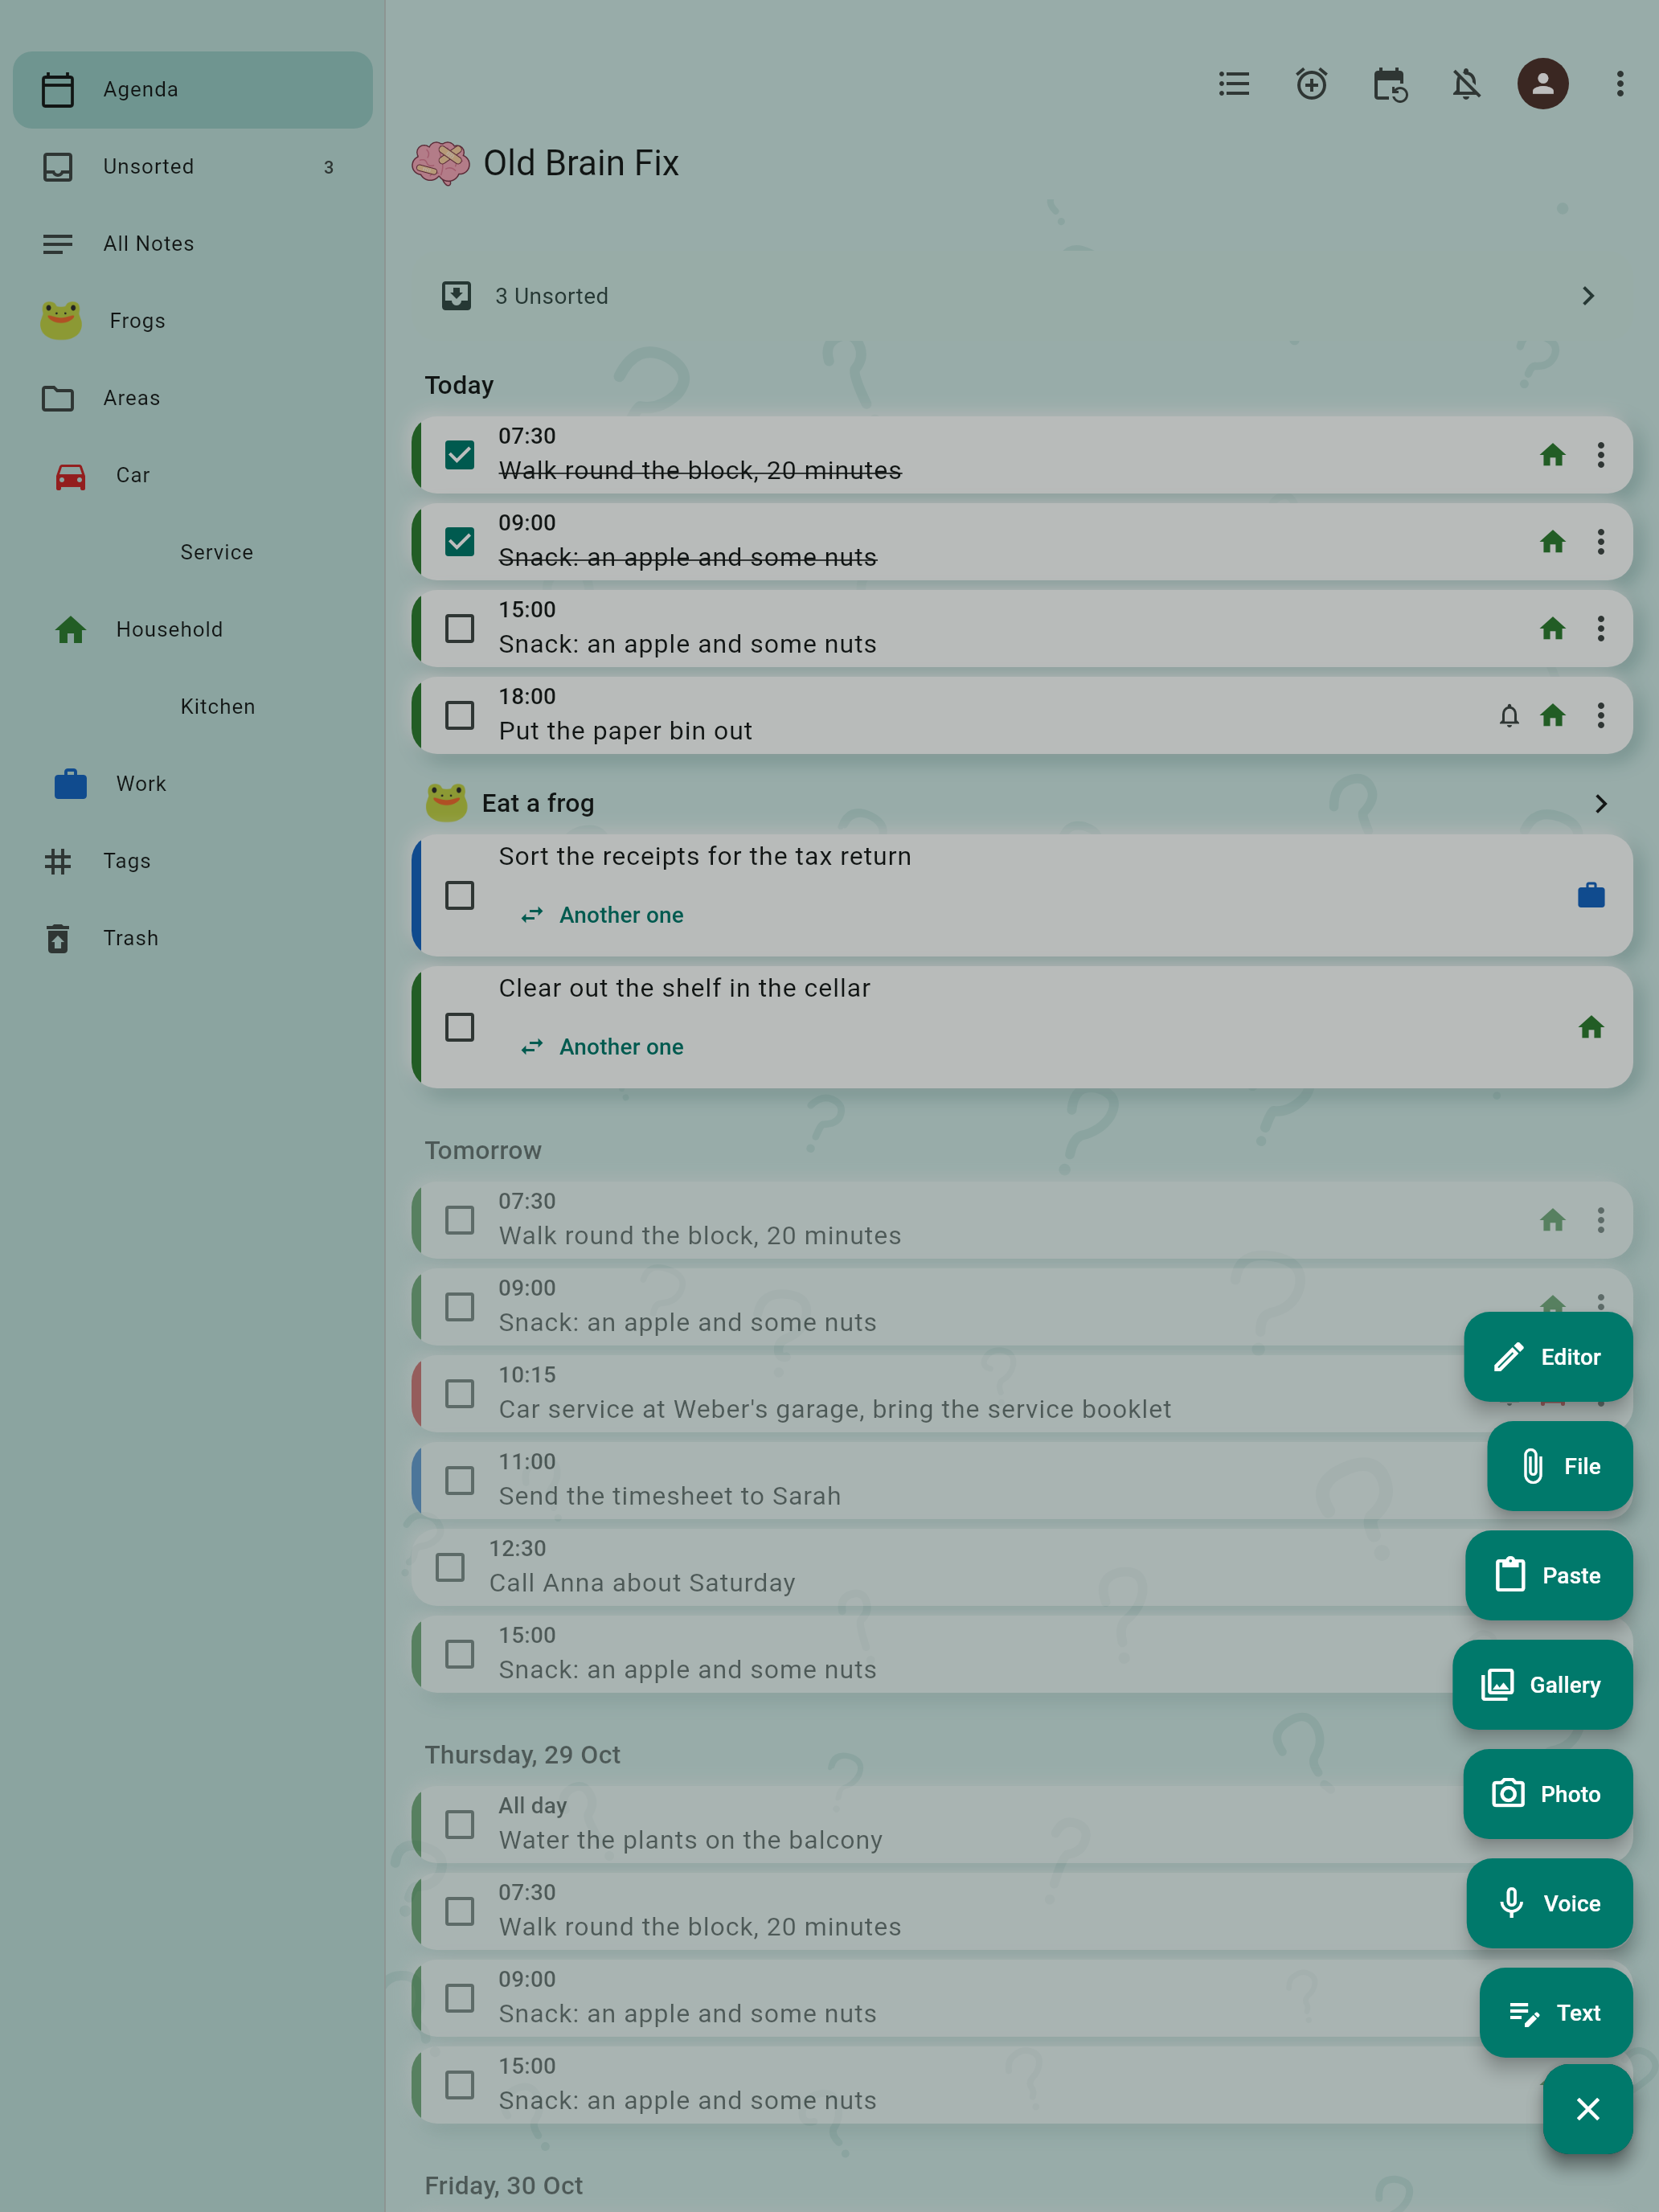 Agenda
Unsorted 3
All Notes
Frogs
Areas
Car
Service
Household
Kitchen
Work
Tags
Trash
Old Brain Fix
3 Unsorted
Today
07:30
Walk round the block, 20 minutes
09:00
Snack: an apple and some nuts
15:00
Snack: an apple and some nuts
18:00
Put the paper bin out
Eat a frog
Sort the receipts for the tax return
Another one
Clear out the shelf in the cellar
Another one
Tomorrow
07:30
Walk round the block, 20 minutes
09:00
Snack: an apple and some nuts
10:15
Car service at Weber's garage, bring the service booklet
11:00
Send the timesheet to Sarah
12:30
Call Anna about Saturday
15:00
Snack: an apple and some nuts
Thursday, 29 Oct
All day
Water the plants on the balcony
07:30
Walk round the block, 20 minutes
09:00
Snack: an apple and some nuts
15:00
Snack: an apple and some nuts
Friday, 30 Oct
Editor
File
Paste
Gallery
Photo
Voice
Text